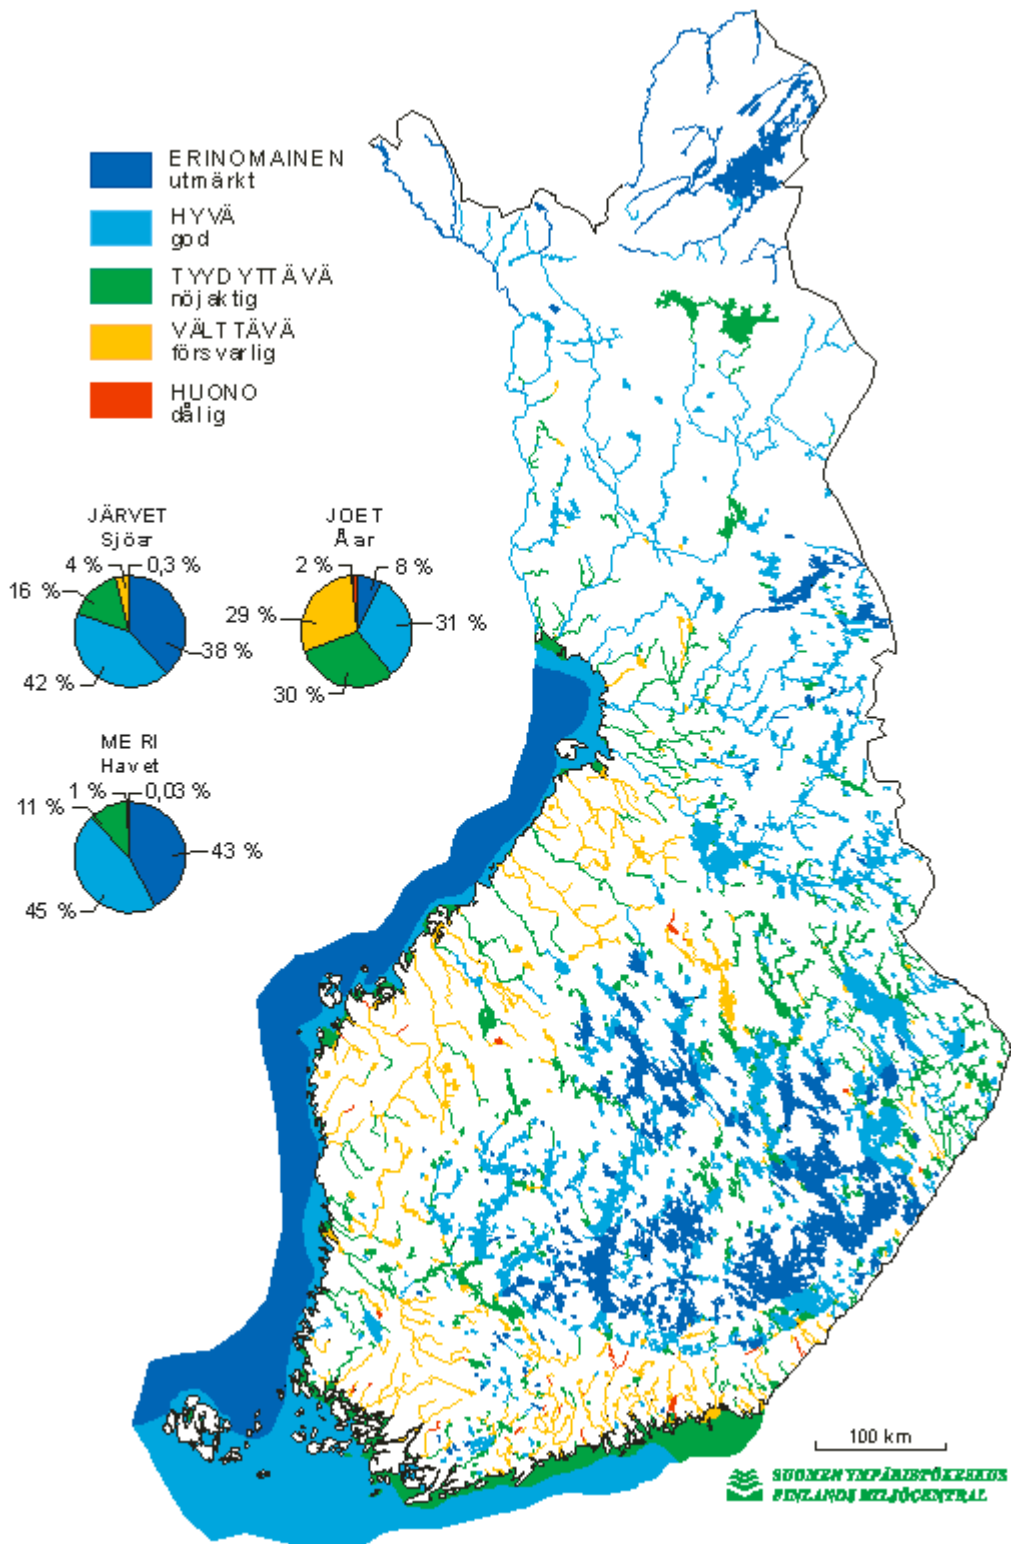 ERINOMAINEN
utmärkt
HYVÄ
god
TYYDYTTÄVÄ
nöjaktig
VÄLTTÄVÄ
försvarlig
HUONO
dålig
JÄRVET
Sjöar
4 %
0,3 %
16 %
38 %
42 %
JOET
Åar
2 %
8 %
29 %
31 %
30 %
MERI
Havet
1 %
0,03 %
11 %
43 %
45 %
100 km
SUOMEN YMPÄRISTÖKESKUS
FINLANDS MILJÖCENTRAL